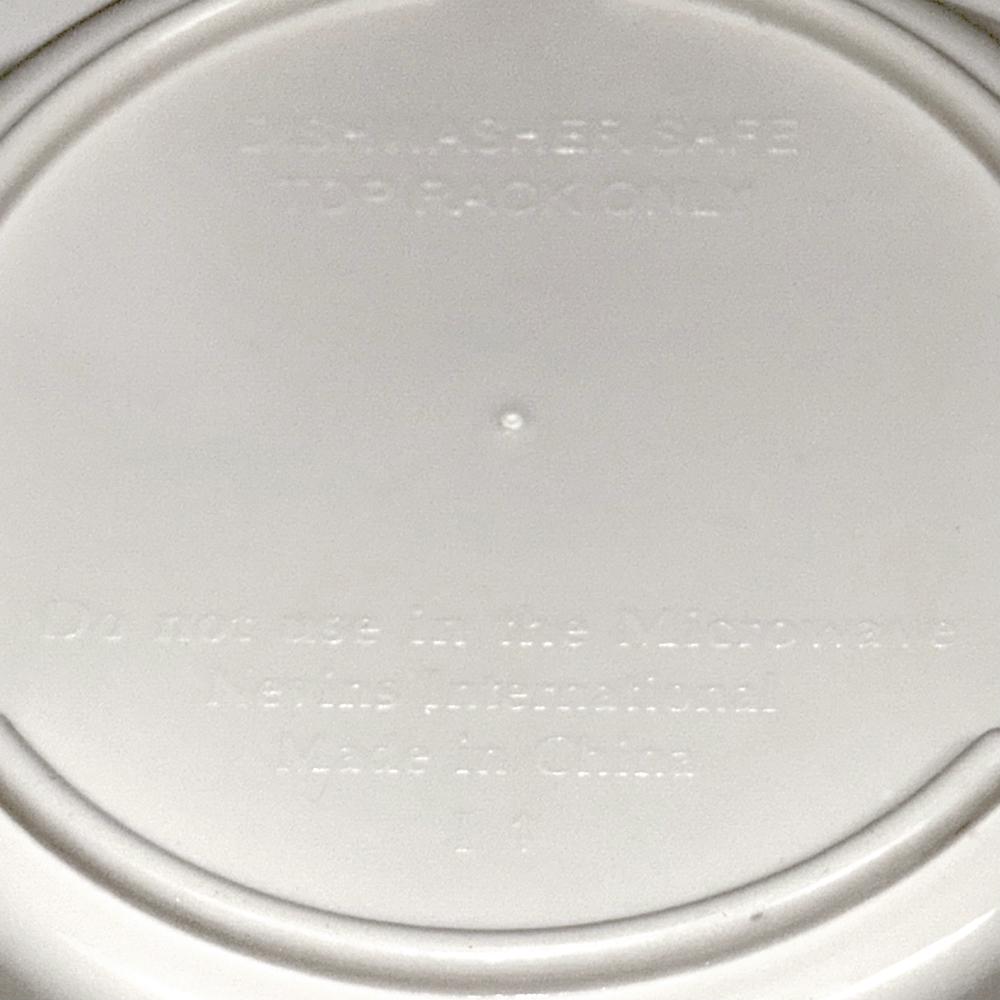 DISHWASHER SAFE
TOP RACK ONLY
Do not use in the Microwave
Nevins International
Made in China